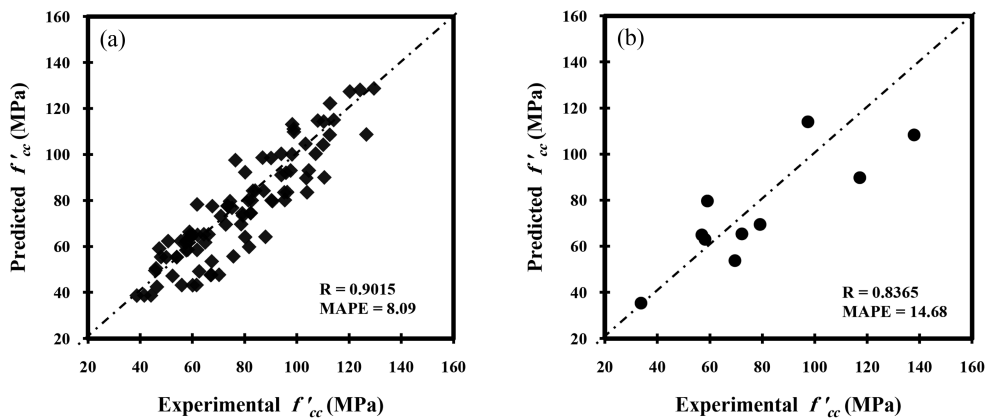 (a)
Predicted f′cc (MPa)
160
140
120
100
80
60
40
20
R = 0.9015
MAPE = 8.09
20 40 60 80 100 120 140 160
Experimental f′cc (MPa)
(b)
Predicted f′cc (MPa)
160
140
120
100
80
60
40
20
R = 0.8365
MAPE = 14.68
20 40 60 80 100 120 140 160
Experimental f′cc (MPa)